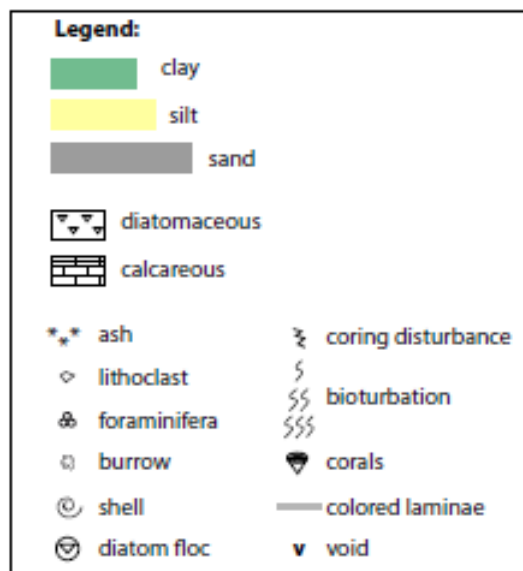 Legend:
clay
silt
sand
diatomaceous
calcareous
ash
lithoclast
foraminifera
burrow
shell
diatom floc
coring disturbance
bioturbation
corals
colored laminae
v void